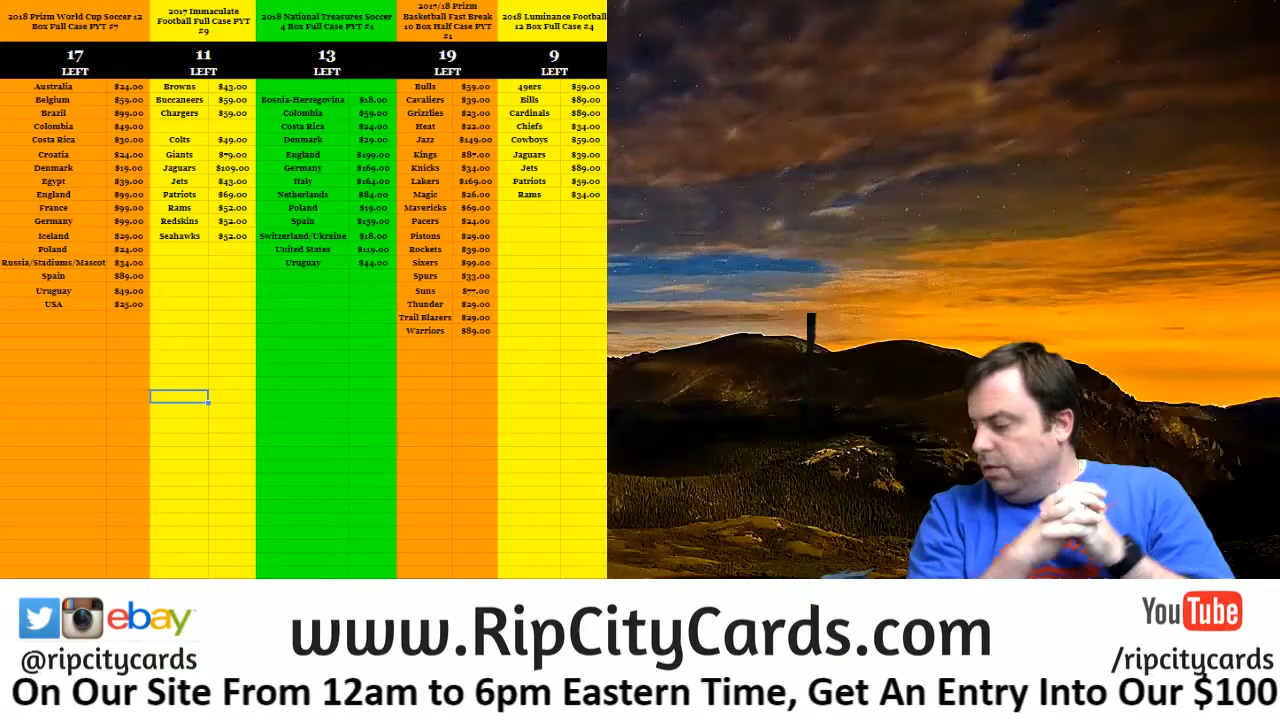 2018 Prizm World Cup Soccer 12
Box Full Case PYT #7
17
LEFT
Australia $24.00
Belgium $59.00
Brazil $99.00
Colombia $49.00
Costa Rica $30.00
Croatia $24.00
Denmark $19.00
Egypt $39.00
England $99.00
France $99.00
Germany $99.00
Iceland $29.00
Poland $24.00
Russia/Stadiums/Mascot $34.00
Spain $89.00
Uruguay $49.00
USA $25.00
2017 Immaculate
Football Full Case PYT
#9
11
LEFT
Browns $43.00
Buccaneers $59.00
Chargers $59.00
Colts $49.00
Giants $79.00
Jaguars $109.00
Jets $43.00
Patriots $69.00
Rams $52.00
Redskins $52.00
Seahawks $52.00
2018 National Treasures Soccer
4 Box Full Case PYT #1
13
LEFT
Bosnia-Herzegovina $18.00
Colombia $59.00
Costa Rica $24.00
Denmark $29.00
England $199.00
Germany $169.00
Italy $164.00
Netherlands $84.00
Poland $19.00
Spain $159.00
Switzerland/Ukraine $18.00
United States $119.00
Uruguay $44.00
2017/18 Prizm
Basketball Fast Break
10 Box Half Case PYT
#1
19
LEFT
Bulls $59.00
Cavaliers $39.00
Grizzlies $23.00
Heat $22.00
Jazz $149.00
Kings $87.00
Knicks $34.00
Lakers $169.00
Magic $26.00
Mavericks $69.00
Pacers $24.00
Pistons $29.00
Rockets $39.00
Sixers $99.00
Spurs $33.00
Suns $77.00
Thunder $29.00
Trail Blazers $29.00
Warriors $89.00
2018 Luminance Football
12 Box Full Case #4
9
LEFT
49ers $59.00
Bills $89.00
Cardinals $89.00
Chiefs $34.00
Cowboys $59.00
Jaguars $39.00
Jets $89.00
Patriots $59.00
Rams $34.00
ebay
@ripcitycards
www.RipCityCards.com
YouTube
/ripcitycards
On Our Site From 12am to 6pm Eastern Time, Get An Entry Into Our $100